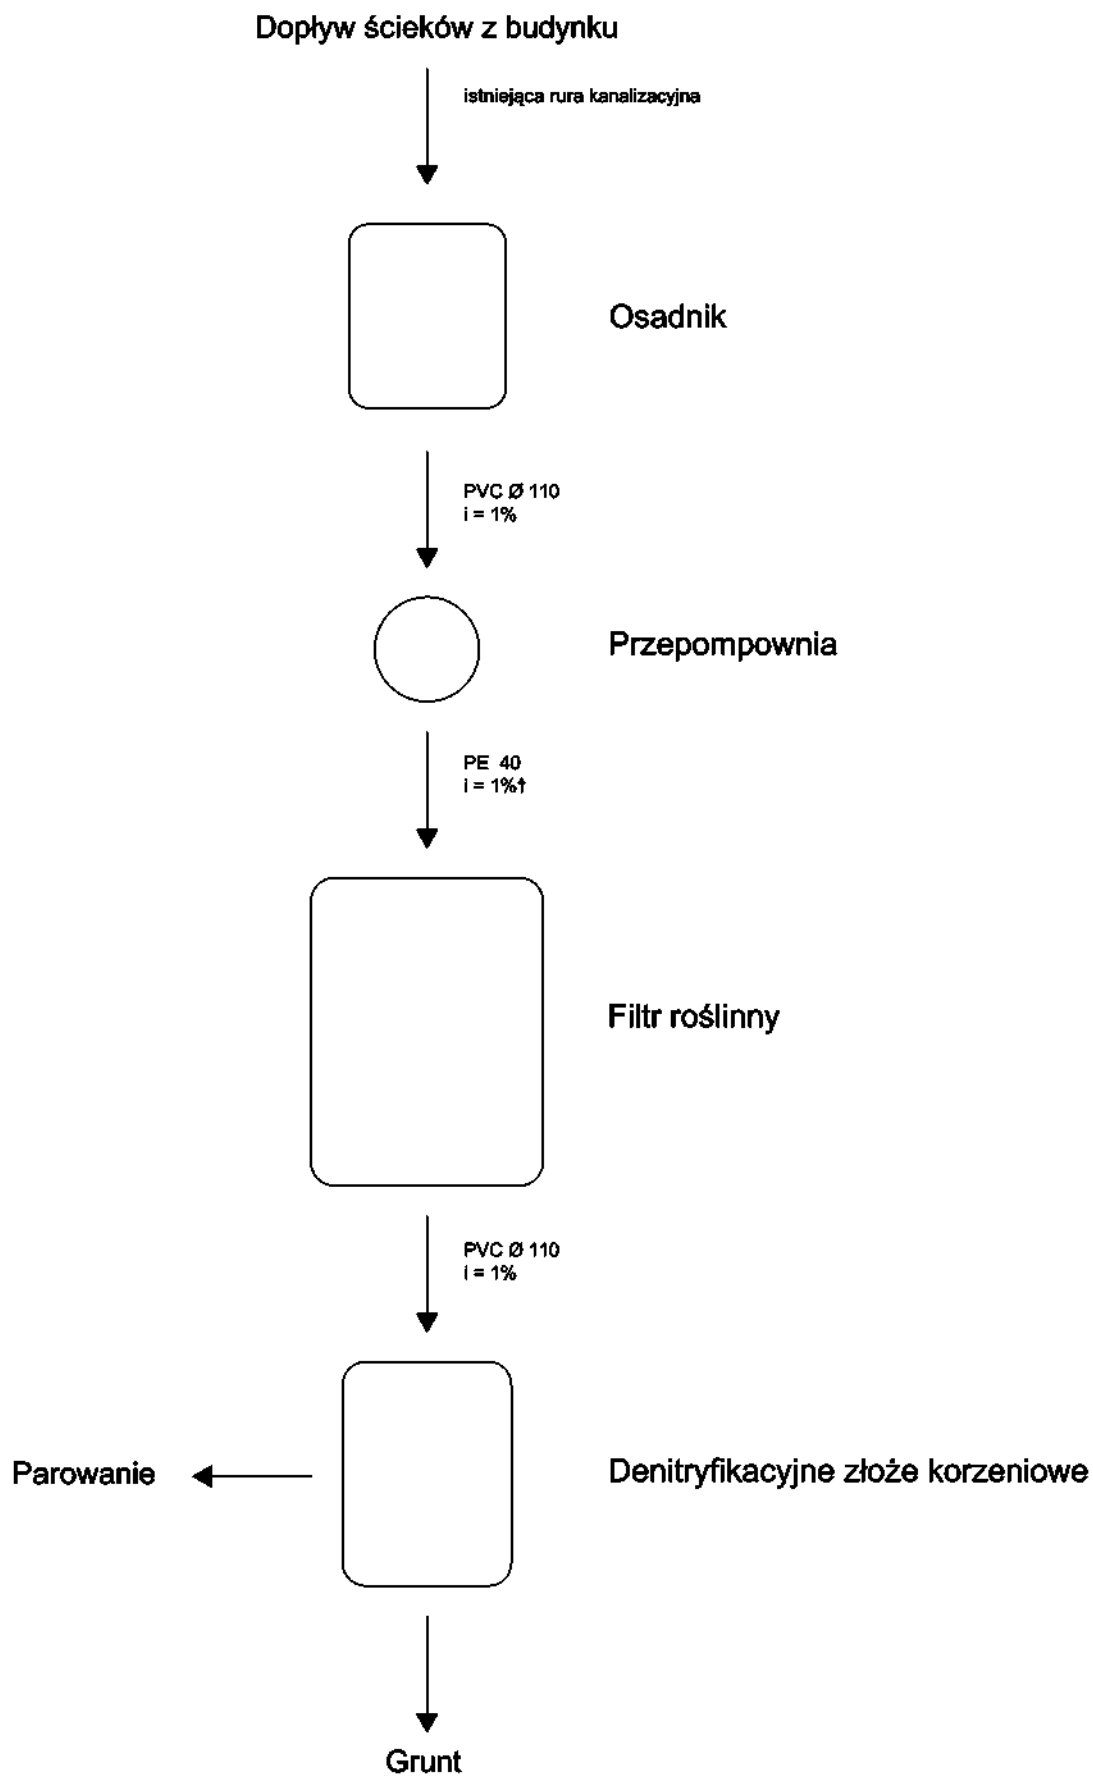 Dopływ ścieków z budynku
istniejąca rura kanalizacyjna
Osadnik
PVC Ø 110
i = 1%
Przepompownia
PE 40
i = 1%↑
Filtr roślinny
PVC Ø 110
i = 1%
Parowanie
Denitryfikacyjne złoże korzeniowe
Grunt